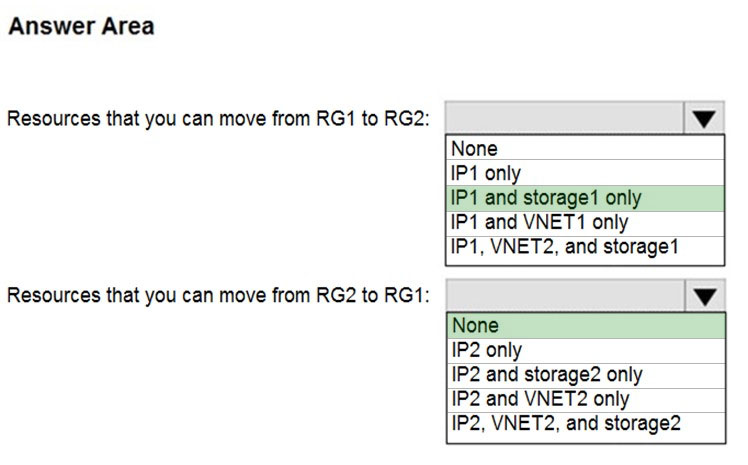 Answer Area
Resources that you can move from RG1 to RG2:
None
IP1 only
IP1 and storage1 only
IP1 and VNET1 only
IP1, VNET2, and storage1
Resources that you can move from RG2 to RG1:
None
IP2 only
IP2 and storage2 only
IP2 and VNET2 only
IP2, VNET2, and storage2